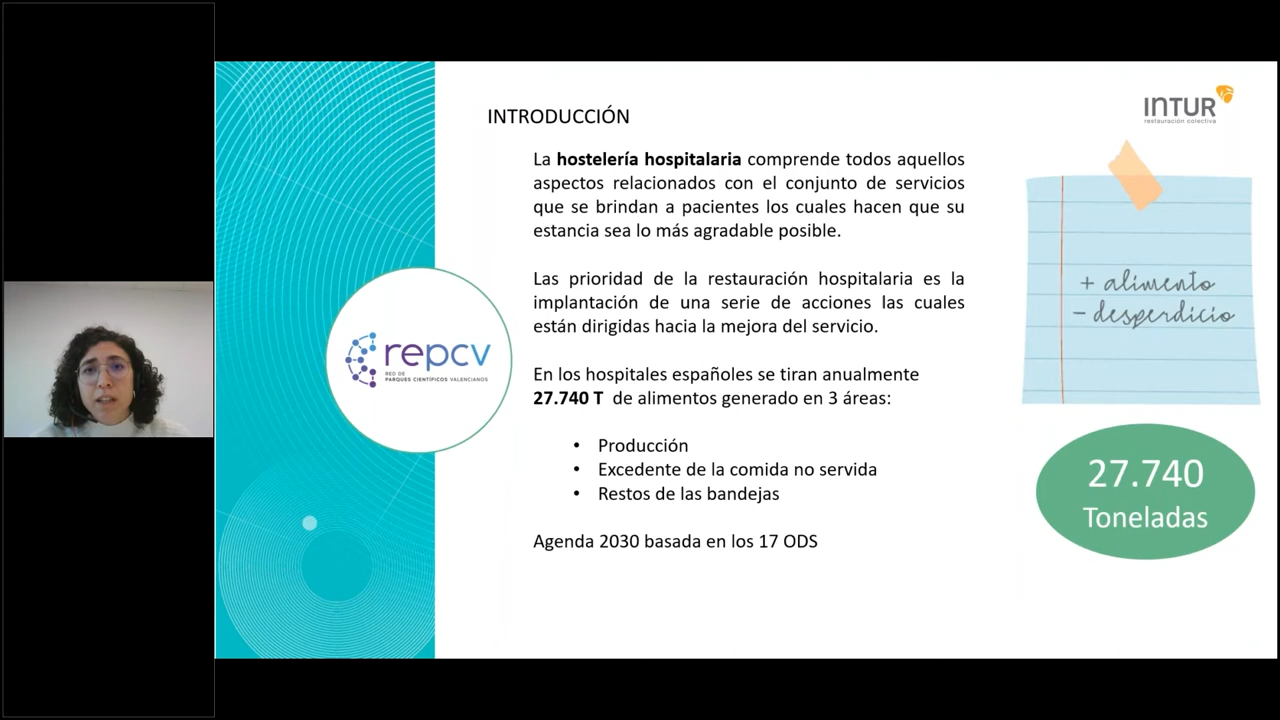 INTRODUCCIÓN
INTUR
restauración colectiva
La hostelería hospitalaria comprende todos aquellos
aspectos relacionados con el conjunto de servicios
que se brindan a pacientes los cuales hacen que su
estancia sea lo más agradable posible.
Las prioridad de la restauración hospitalaria es la
implantación de una serie de acciones las cuales
están dirigidas hacia la mejora del servicio.
En los hospitales españoles se tiran anualmente
27.740 T de alimentos generado en 3 áreas:
• Producción
• Excedente de la comida no servida
• Restos de las bandejas
Agenda 2030 basada en los 17 ODS
repcv
RED DE
PARQUES CIENTÍFICOS VALENCIANOS
+ alimento
- desperdicio
27.740
Toneladas